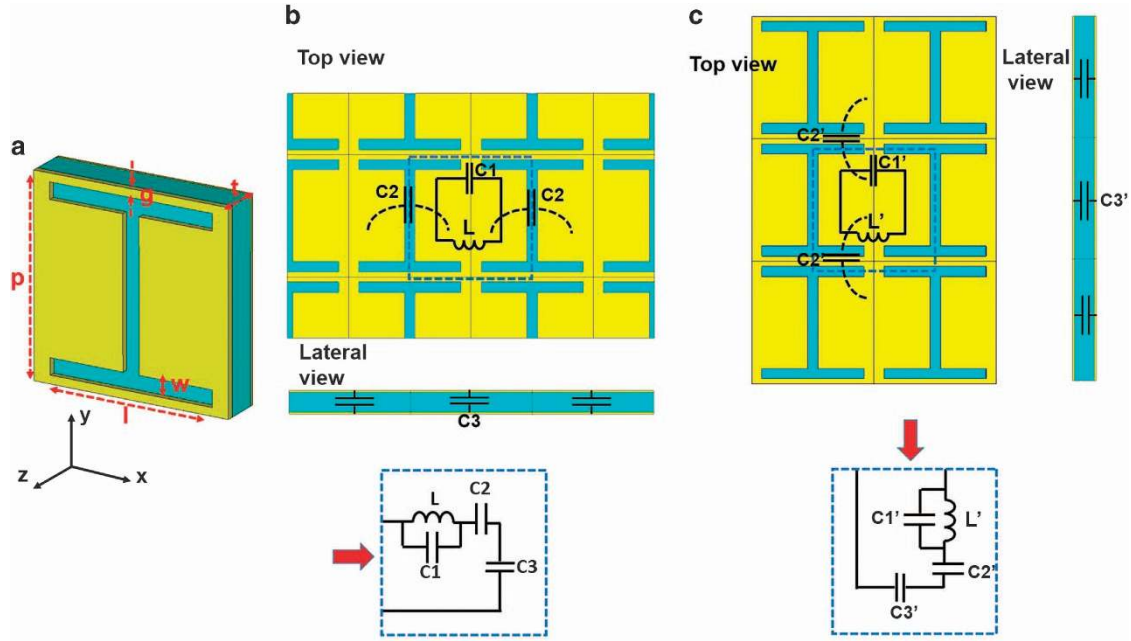 a
g
t
p
w
l
y
z
x
b
Top view
C1
C2
C2
L
Lateral
view
C3
L
C2
C1
C3
c
Top view
Lateral
view
C2'
C1'
L'
C2'
C3'
C1'
L'
C2'
C3'